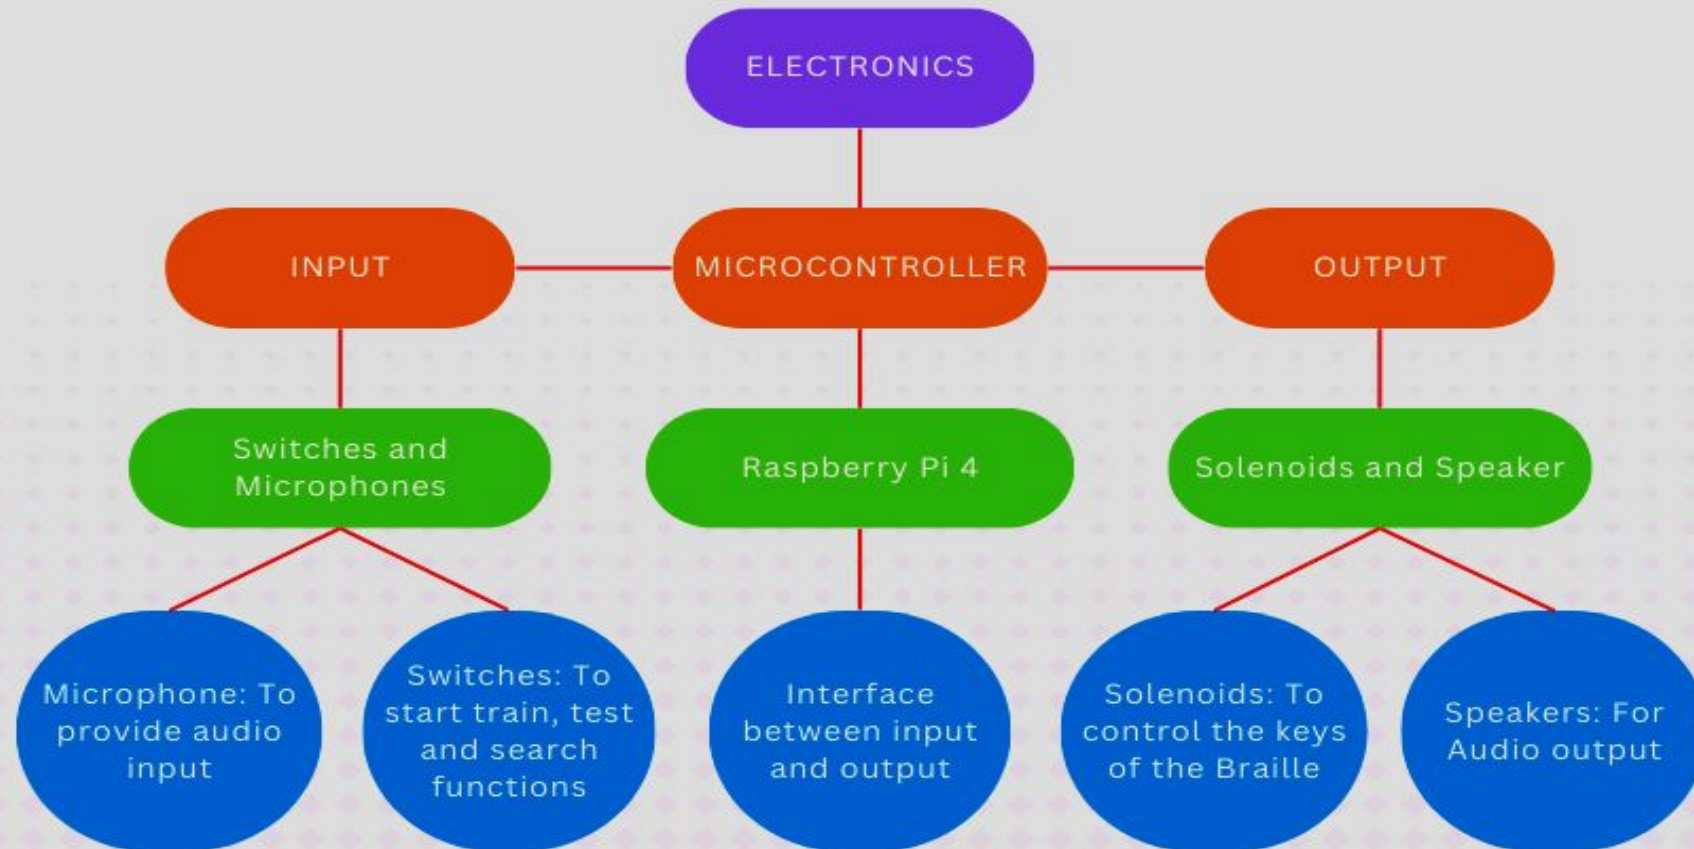 ELECTRONICS
INPUT
MICROCONTROLLER
OUTPUT
Switches and
Microphones
Raspberry Pi 4
Solenoids and Speaker
Microphone: To
provide audio
input
Switches: To
start train, test
and search
functions
Interface
between input
and output
Solenoids: To
control the keys
of the Braille
Speakers: For
Audio output